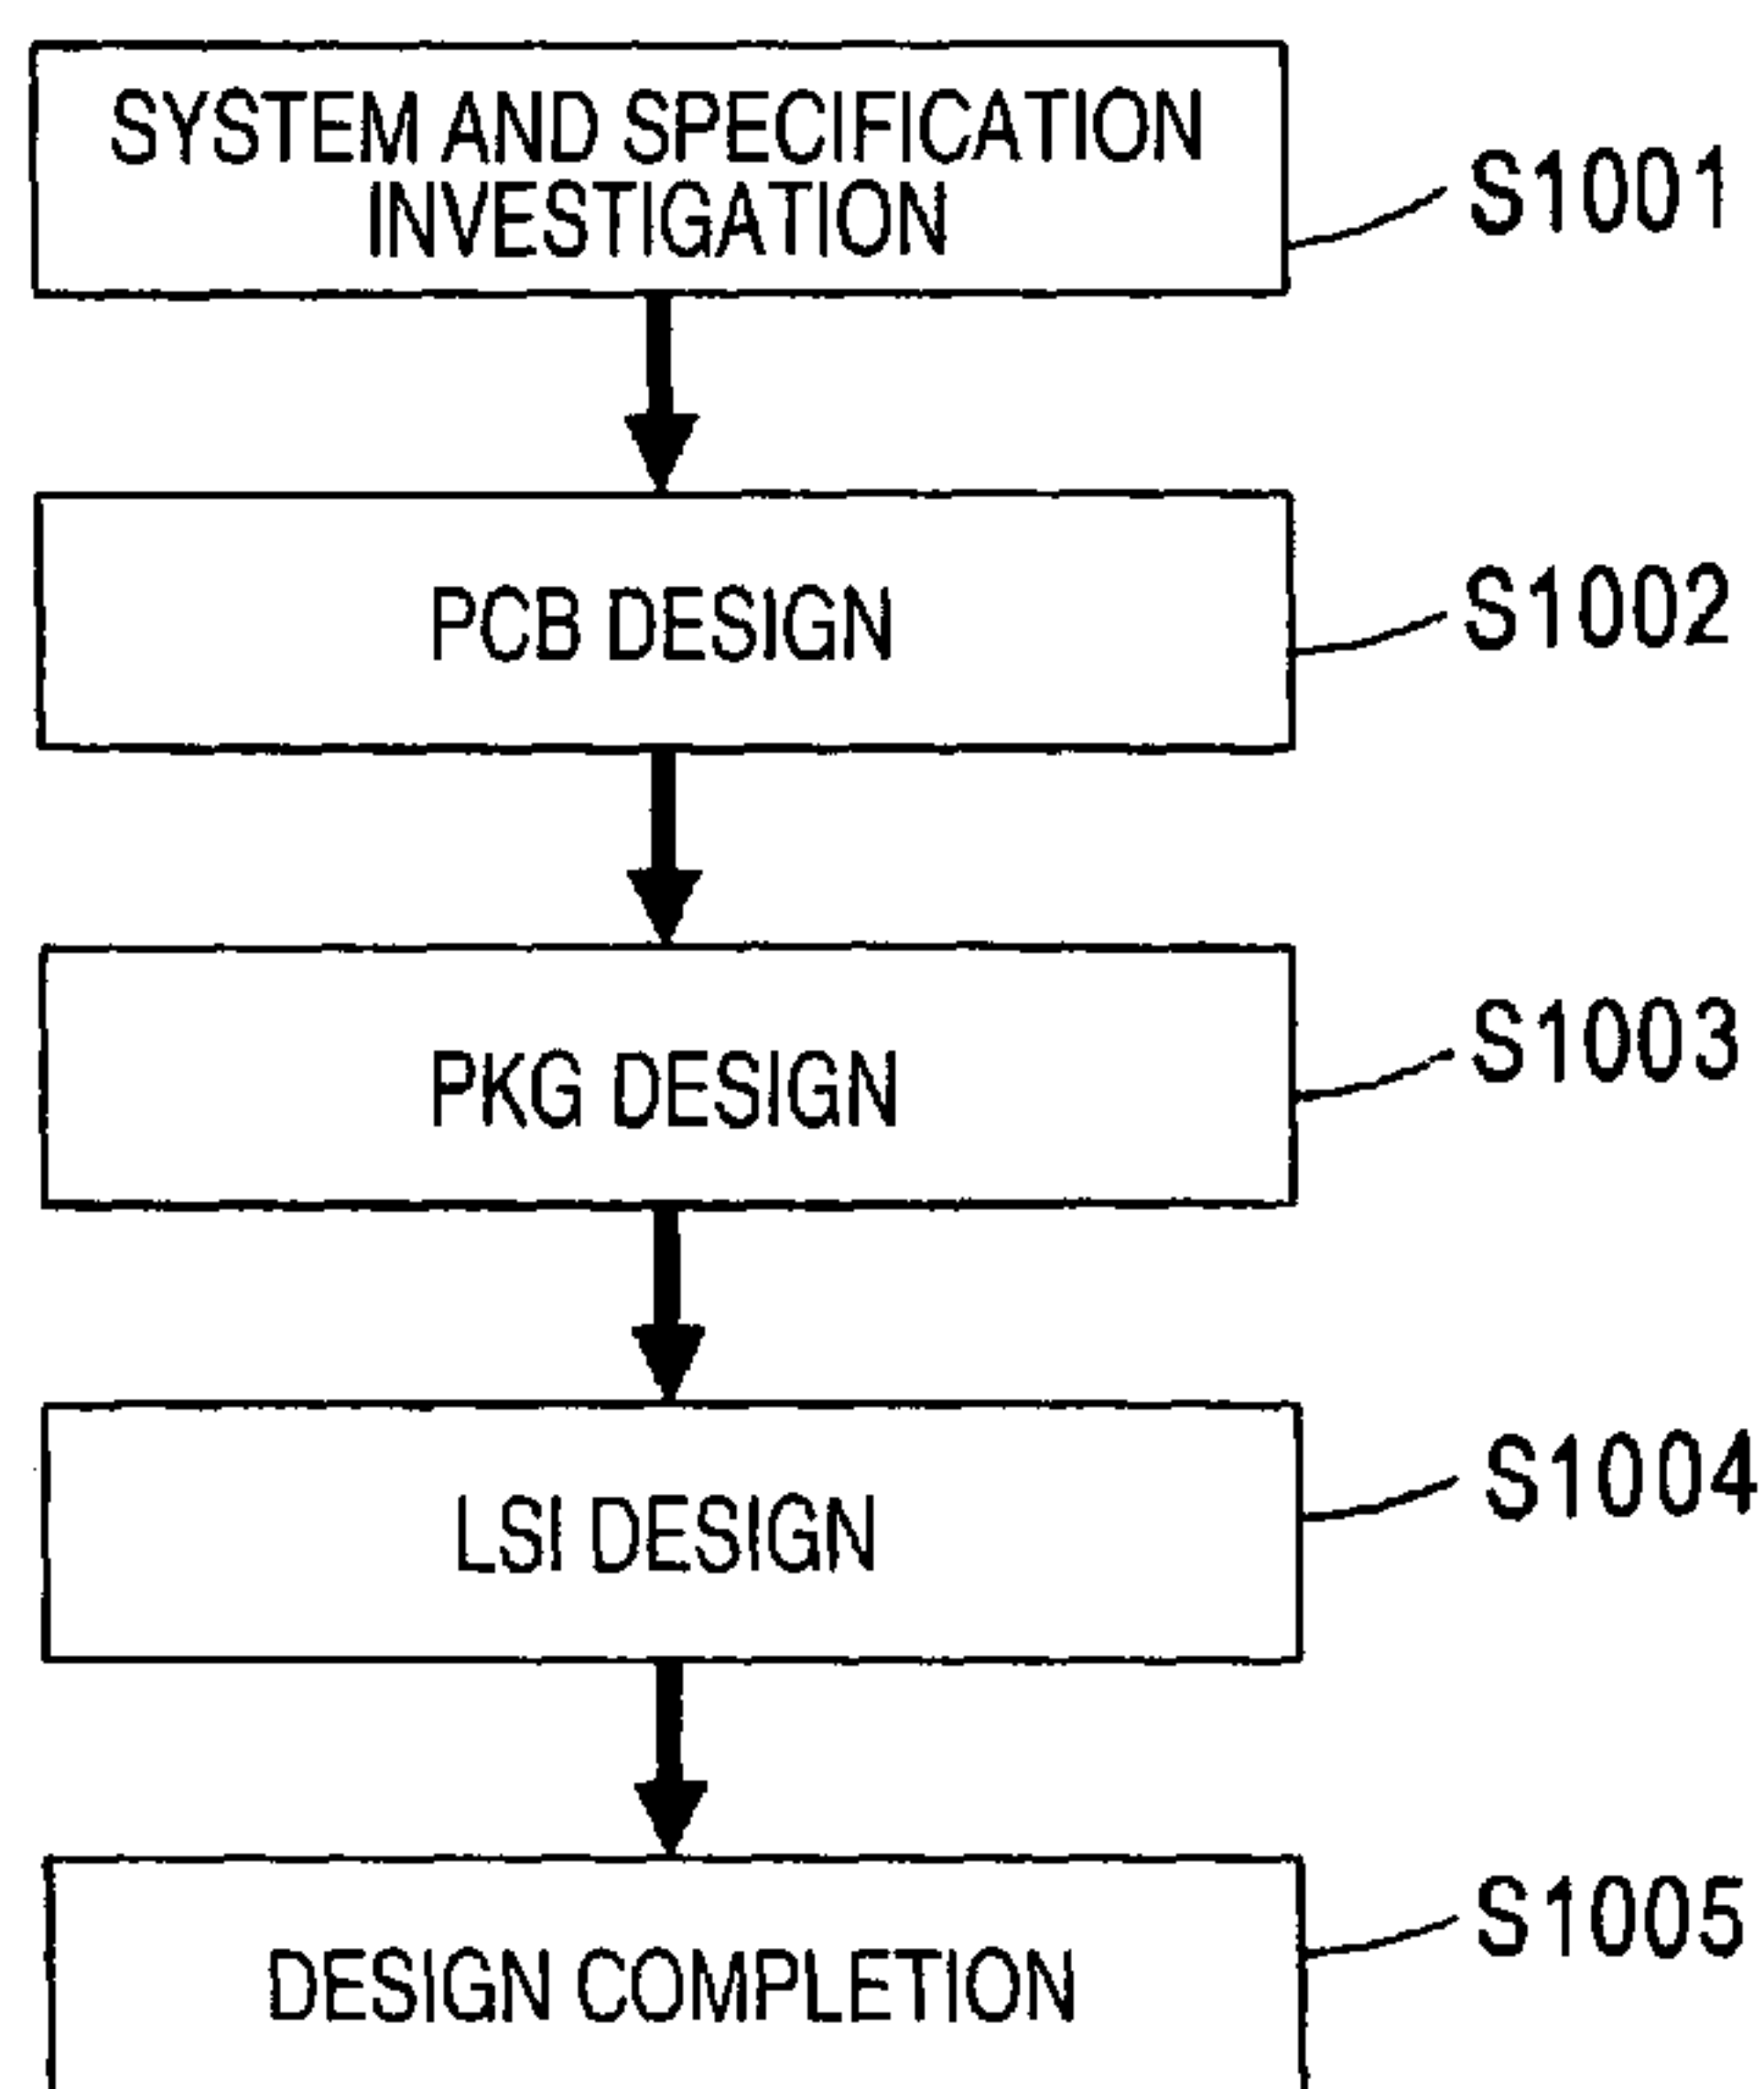 SYSTEM AND SPECIFICATION
INVESTIGATION
S1001
PCB DESIGN
S1002
PKG DESIGN
S1003
LSI DESIGN
S1004
DESIGN COMPLETION
S1005